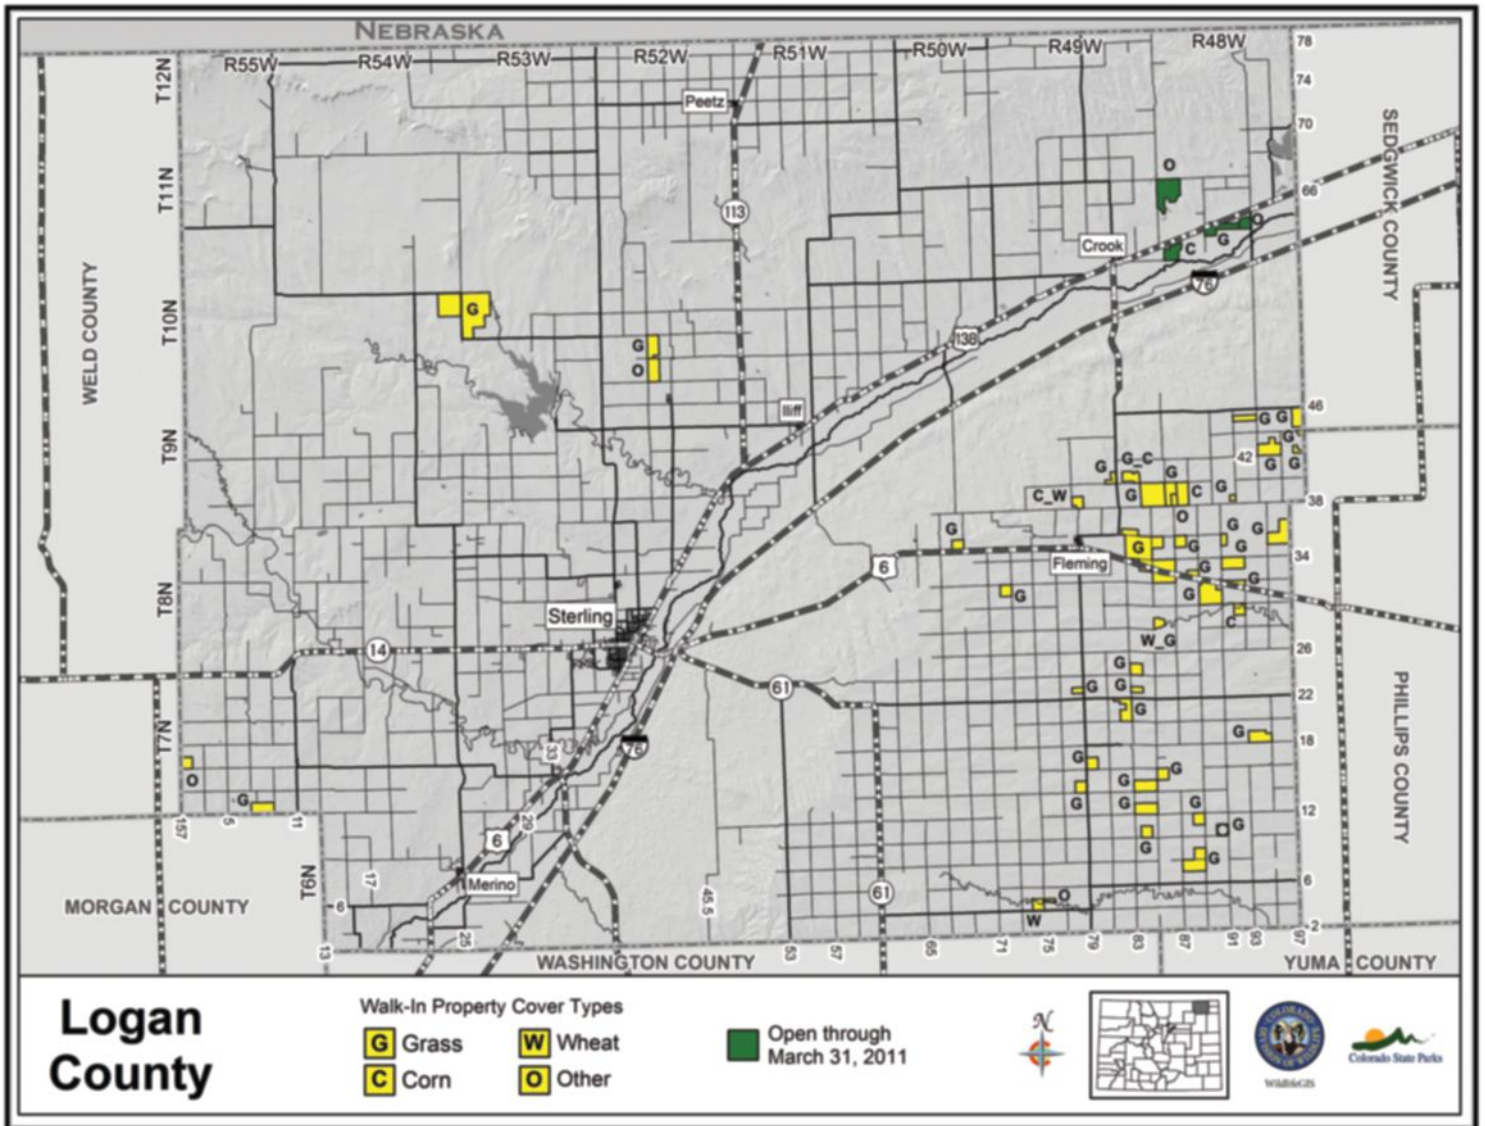 NEBRASKA
R55W R54W R53W R52W R51W R50W R49W R48W
78
T12N
74
Peetz
70
SEDGWICK COUNTY
O
T11N
66
113
O
G
Crook
C
76
WELD COUNTY
T10N
G
138
G
O
Iliff
46
G G
T9N
G
42
G G
G_C
G
G
C_W
G
C
G
38
O
G
G
G
G
G
G
34
6
Fleming
G
G
T8N
G
G
Sterling
C
W_G
14
26
G
61
G
G
22
G
PHILLIPS COUNTY
T7N
G
18
33
76
G
G
O
G
G
G
G
G
12
157
5
11
29
G
6
G
G
T6N
17
Merino
6
61
O
MORGAN COUNTY
6
45.5
W
2
13
25
WASHINGTON COUNTY
53
57
65
71
75
79
83
87
91
93
97
YUMA COUNTY
Logan
County
Walk-In Property Cover Types
G Grass
W Wheat
C Corn
O Other
Open through
March 31, 2011
N
Colorado State Parks